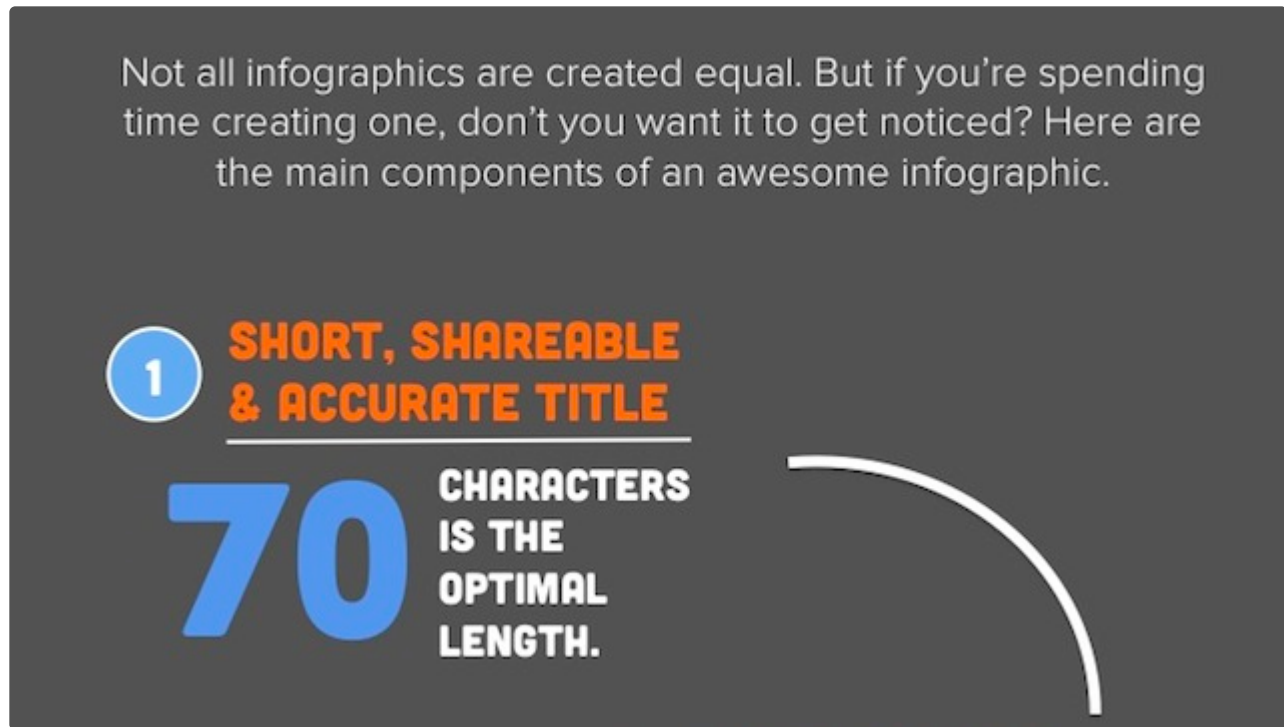 Not all infographics are created equal. But if you’re spending
time creating one, don’t you want it to get noticed? Here are
the main components of an awesome infographic.
1
SHORT, SHAREABLE
& ACCURATE TITLE
70
CHARACTERS
IS THE
OPTIMAL
LENGTH.